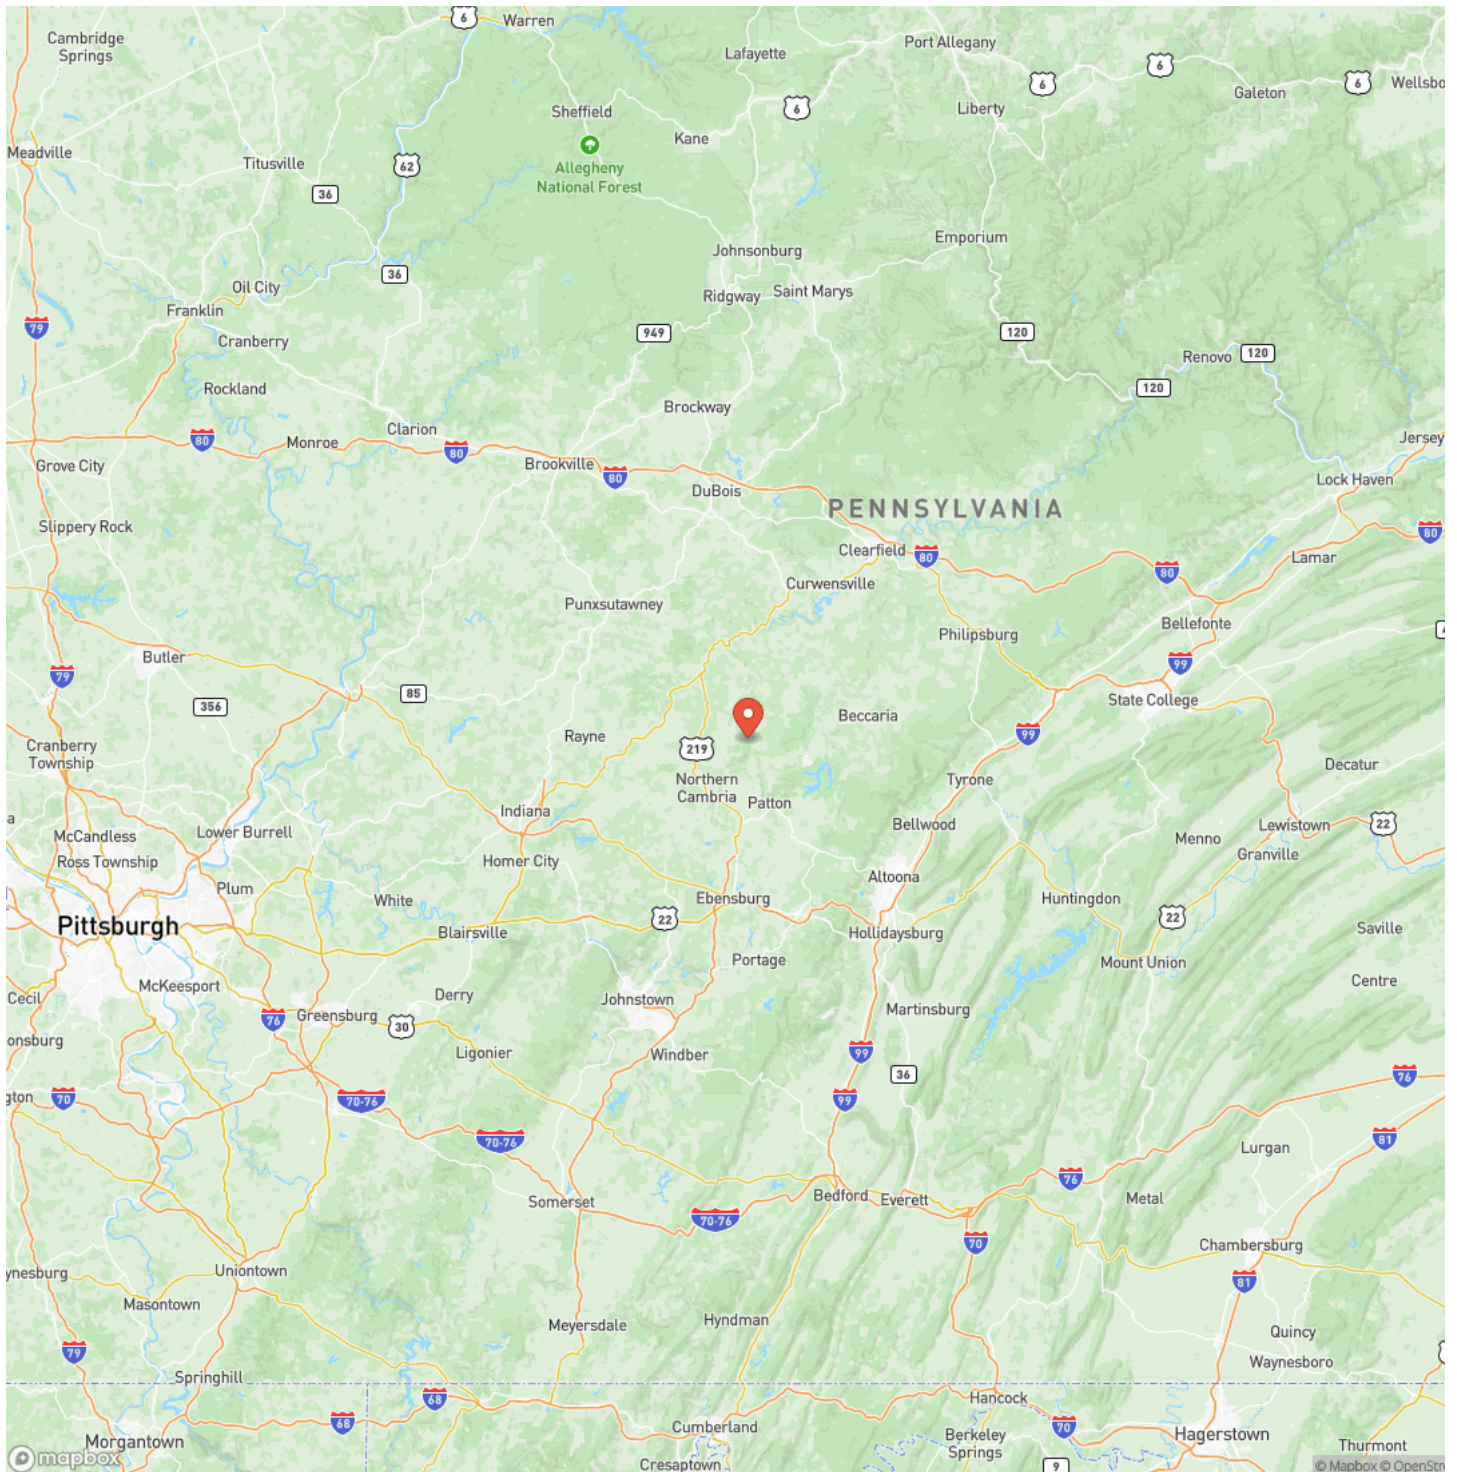 6
Warren
Cambridge
Springs
Lafayette
Port Allegany
6
6
6
Wellsbo
Galeton
Sheffield
6
Liberty
Kane
Meadville
Titusville
62
Allegheny
National Forest
36
Emporium
Johnsonburg
36
Oil City
Ridgway
Saint Marys
Franklin
79
949
120
Cranberry
Renovo
120
Rockland
120
Brockway
Clarion
80
Monroe
80
Jersey
Grove City
Brookville
80
DuBois
Lock Haven
PENNSYLVANIA
Slippery Rock
80
Clearfield
80
Lamar
80
Curwensville
Punxsutawney
Bellefonte
Philipsburg
4
Butler
99
79
85
State College
356
Beccaria
Rayne
99
Cranberry
Township
219
Decatur
Northern
Cambria
Tyrone
Patton
Indiana
a
McCandless
Lower Burrell
Bellwood
Lewistown
22
Menno
Ross Township
Homer City
Granville
Altoona
Plum
White
Ebensburg
Huntingdon
22
22
Pittsburgh
Blairsville
Hollidaysburg
Saville
Portage
Mount Union
McKeesport
Centre
Cecil
Derry
Johnstown
Martinsburg
76
Greensburg
30
onsburg
Ligonier
Windber
99
36
76
gton
70
70-76
99
81
70-76
Lurgan
76
Bedford
Everett
Metal
Somerset
70-76
70
Chambersburg
ynesburg
Uniontown
81
Masontown
Hyndman
Meyersdale
Quincy
79
Waynesboro
Springhill
68
Hancock
68
Cumberland
70
Morgantown
Berkeley
Springs
Hagerstown
Thurmont
mapbox
Cresaptown
9
© Mapbox © OpenStre